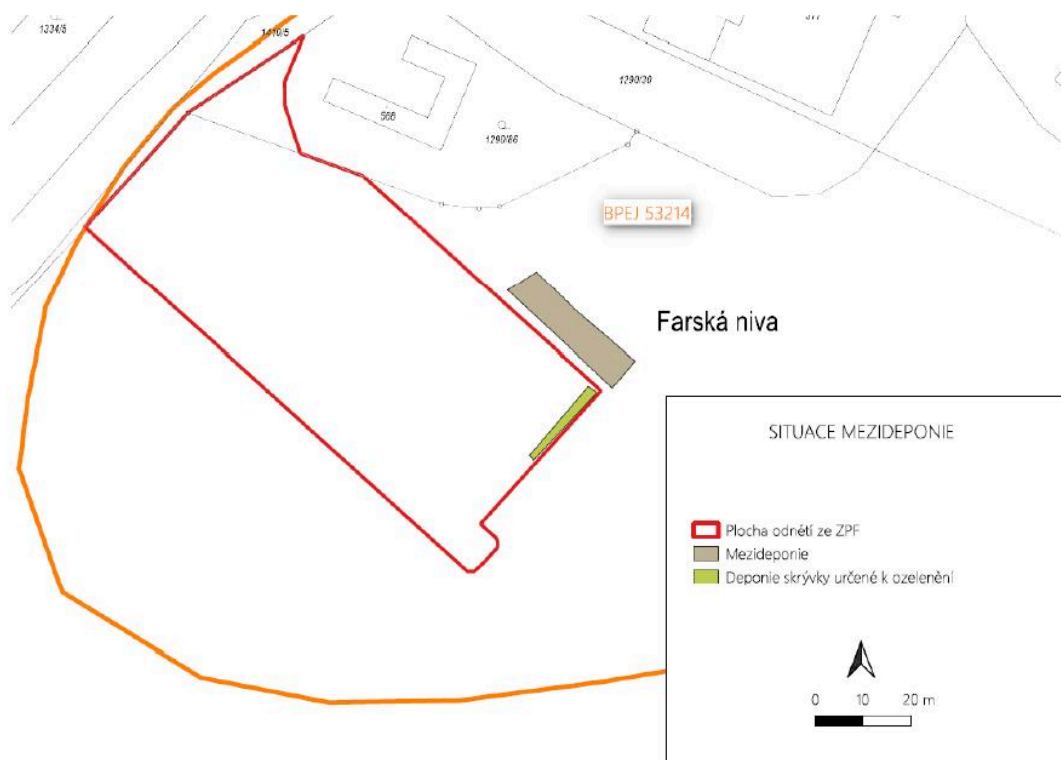 1334/5
1410/5
377
1290/20
568
1290/86
BPEJ 53214
Farská niva
SITUACE MEZIDEPONIE
Plocha odnětí ze ZPF
Mezideponie
Deponie skrývky určené k ozelenění
0 10 20 m